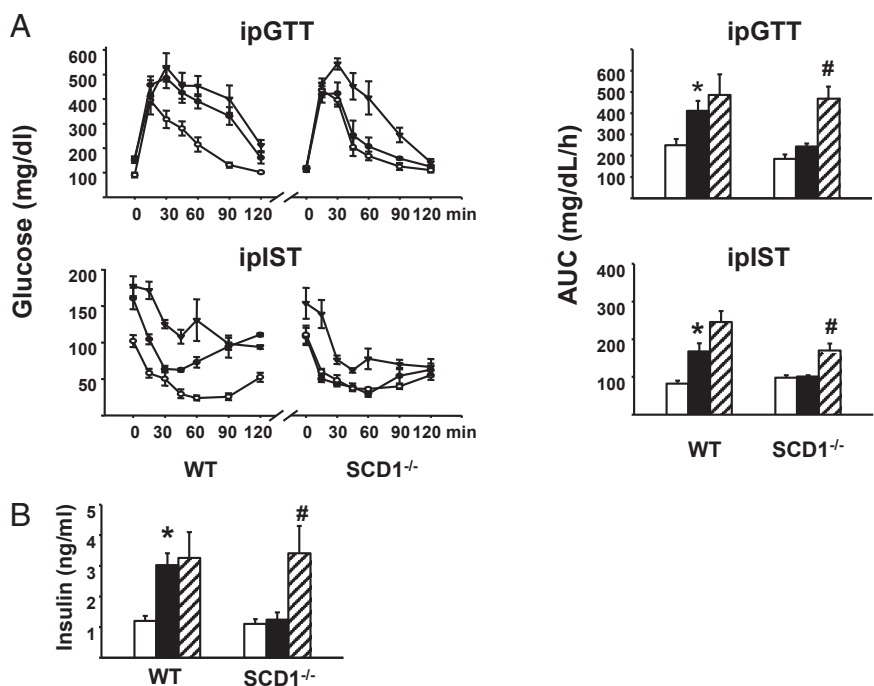 A
ipGTT
Glucose (mg/dl)
600
500
400
300
200
100
0 30 60 90 120 0 30 60 90 120 min
ipIST
200
150
100
50
0 30 60 90 120 0 30 60 90 120 min
WT SCD1-/-
ipGTT
AUC (mg/dL/h)
600
500
400
300
200
100
* #
ipIST
400
300
200
100
* #
WT SCD1-/-
B
Insulin (ng/ml)
5
4
3
2
1
* #
WT SCD1-/-